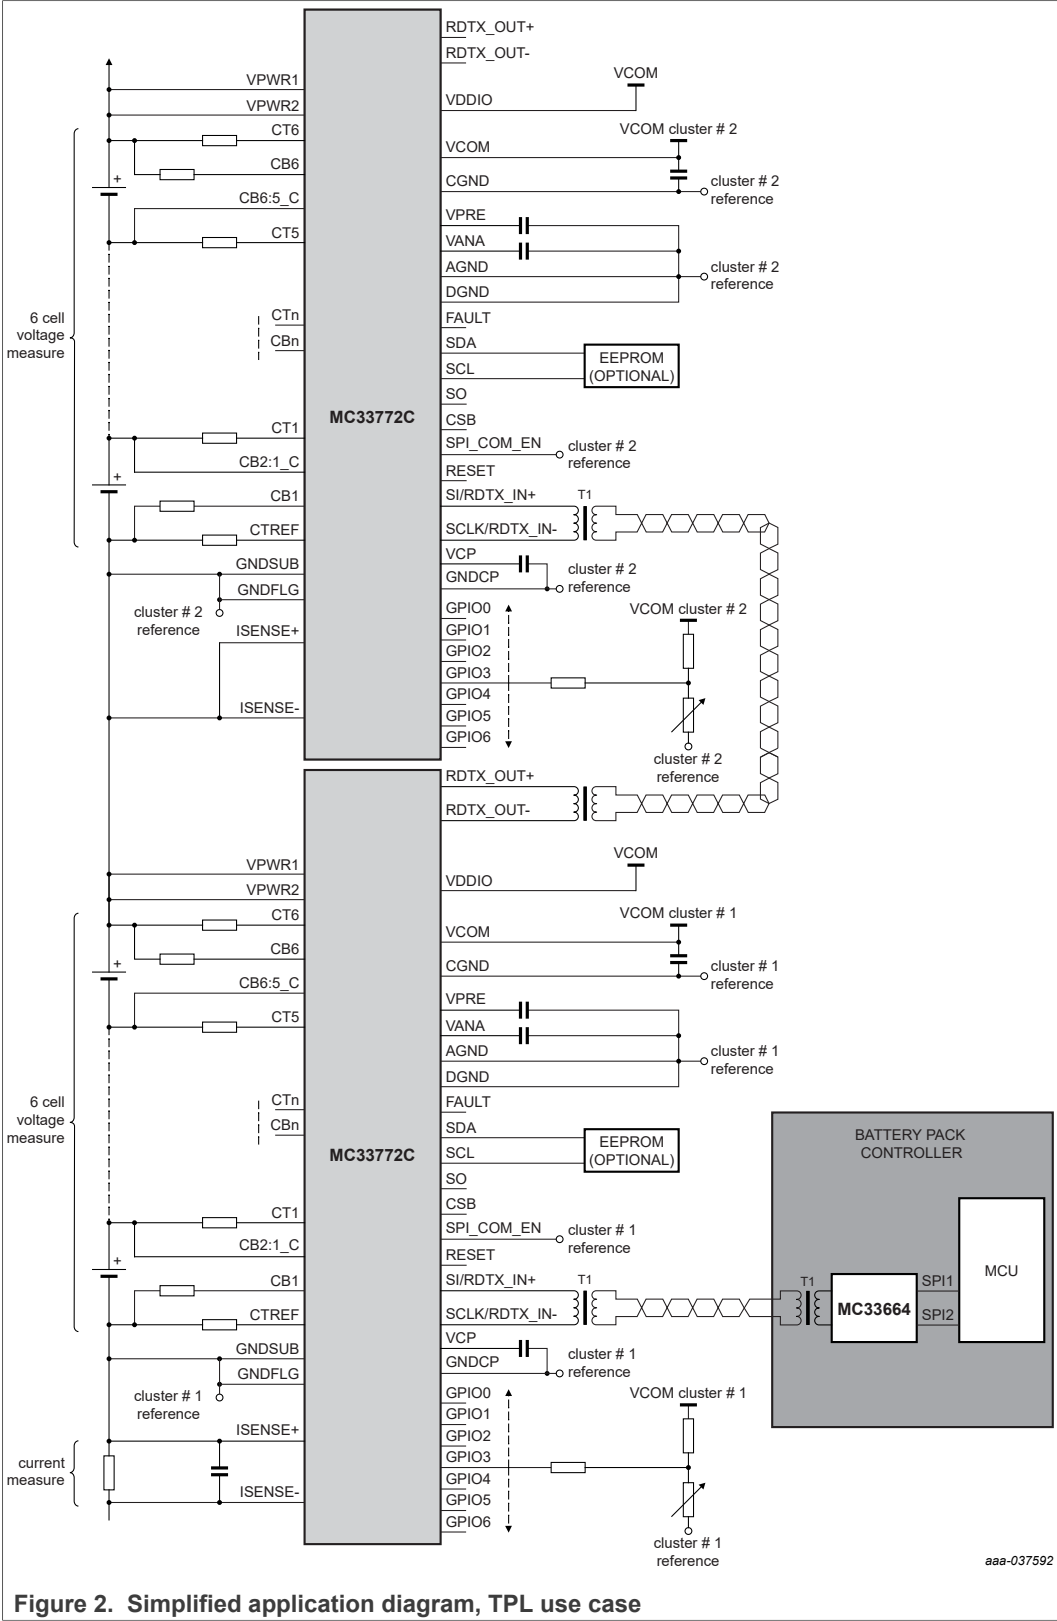 RDTX_OUT+
RDTX_OUT-
VCOM
VPWR1
VDDIO
VPWR2
CT6
VCOM cluster # 2
VCOM
CB6
CGND
cluster # 2
reference
CB6:5_C
VPRE
CT5
VANA
AGND
cluster # 2
reference
DGND
6 cell
voltage
measure
CTn
FAULT
CBn
SDA
SCL
EEPROM
(OPTIONAL)
SO
MC33772C
CSB
CT1
SPI_COM_EN
cluster # 2
reference
CB2:1_C
RESET
CB1
SI/RDTX_IN+
T1
CTREF
SCLK/RDTX_IN-
VCP
GNDSUB
GNDCP
cluster # 2
reference
GNDFLG
cluster # 2
reference
GPIO0
VCOM cluster # 2
ISENSE+
GPIO1
GPIO2
GPIO3
GPIO4
ISENSE-
GPIO5
GPIO6
cluster # 2
reference
RDTX_OUT+
RDTX_OUT-
VCOM
VPWR1
VDDIO
VPWR2
CT6
VCOM cluster # 1
VCOM
CB6
CGND
cluster # 1
reference
CB6:5_C
VPRE
CT5
VANA
AGND
cluster # 1
reference
DGND
6 cell
voltage
measure
CTn
FAULT
CBn
SDA
SCL
EEPROM
(OPTIONAL)
SO
MC33772C
CSB
CT1
SPI_COM_EN
cluster # 1
reference
CB2:1_C
RESET
CB1
SI/RDTX_IN+
T1
CTREF
SCLK/RDTX_IN-
BATTERY PACK
CONTROLLER
MCU
T1
MC33664
SPI1
SPI2
VCP
GNDSUB
GNDCP
cluster # 1
reference
GNDFLG
cluster # 1
reference
GPIO0
VCOM cluster # 1
GPIO1
ISENSE+
GPIO2
current
measure
GPIO3
GPIO4
ISENSE-
GPIO5
GPIO6
cluster # 1
reference
aaa-037592
Figure 2. Simplified application diagram, TPL use case